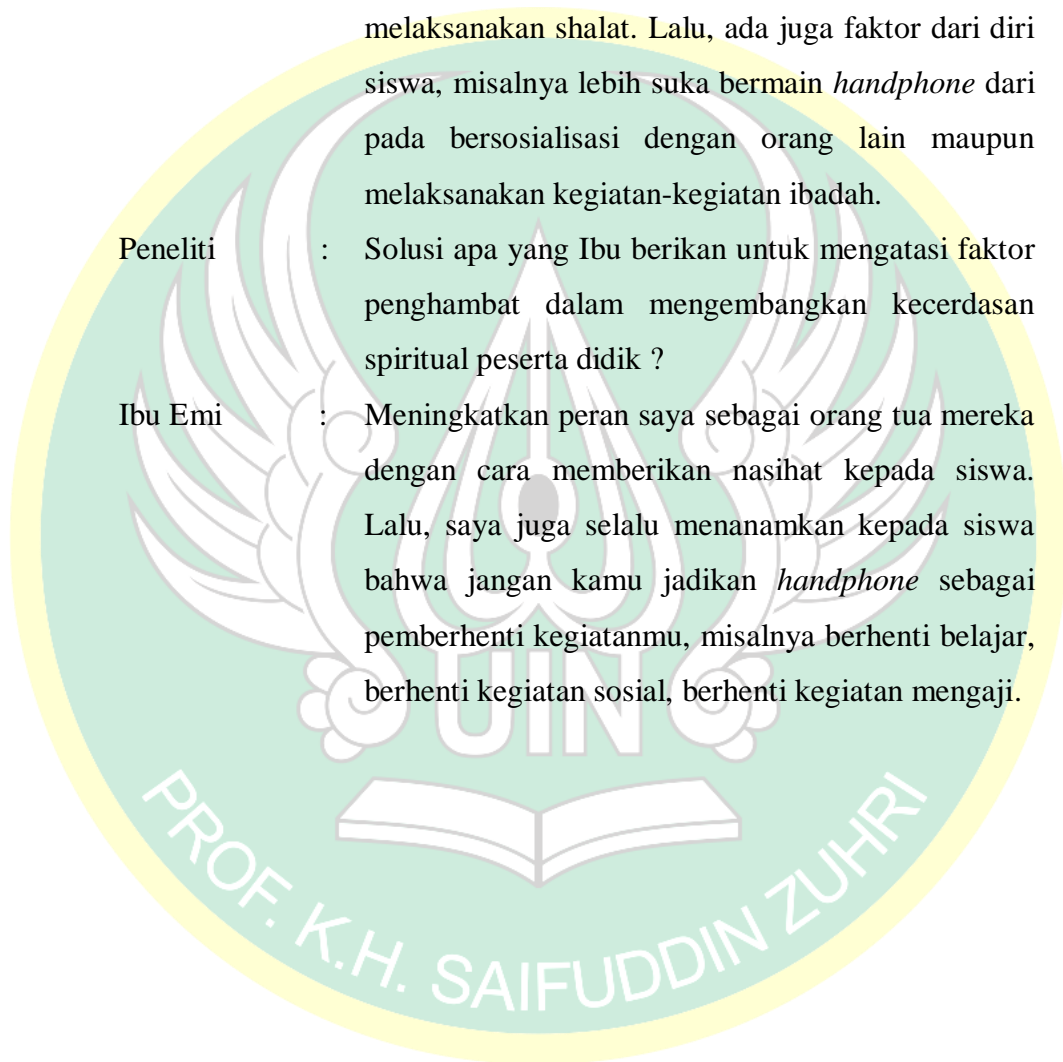 melaksanakan shalat. Lalu, ada juga faktor dari diri
siswa, misalnya lebih suka bermain handphone dari
pada bersosialisasi dengan orang lain maupun
melaksanakan kegiatan-kegiatan ibadah.
Peneliti : Solusi apa yang Ibu berikan untuk mengatasi faktor
penghambat dalam mengembangkan kecerdasan
spiritual peserta didik ?
Ibu Emi : Meningkatkan peran saya sebagai orang tua mereka
dengan cara memberikan nasihat kepada siswa.
Lalu, saya juga selalu menanamkan kepada siswa
bahwa jangan kamu jadikan handphone sebagai
pemberhenti kegiatanmu, misalnya berhenti belajar,
berhenti kegiatan sosial, berhenti kegiatan mengaji.
UIN
PROF. K.H. SAIFUDDIN ZUHRI